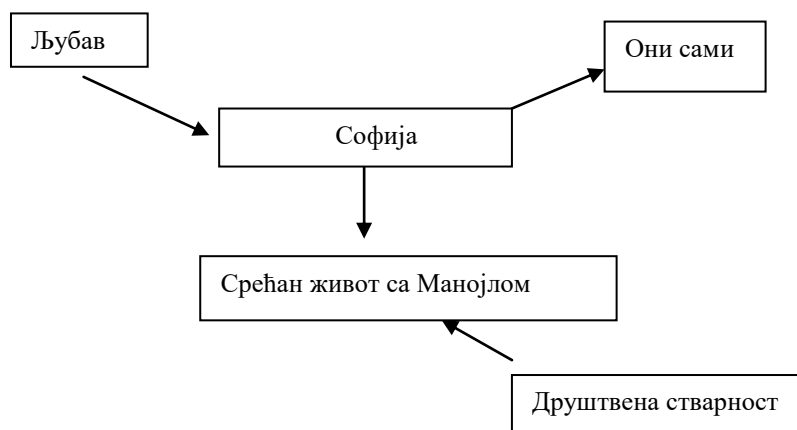 Љубав
Они сами
Софија
Срећан живот са Манојлом
Друштвена стварност